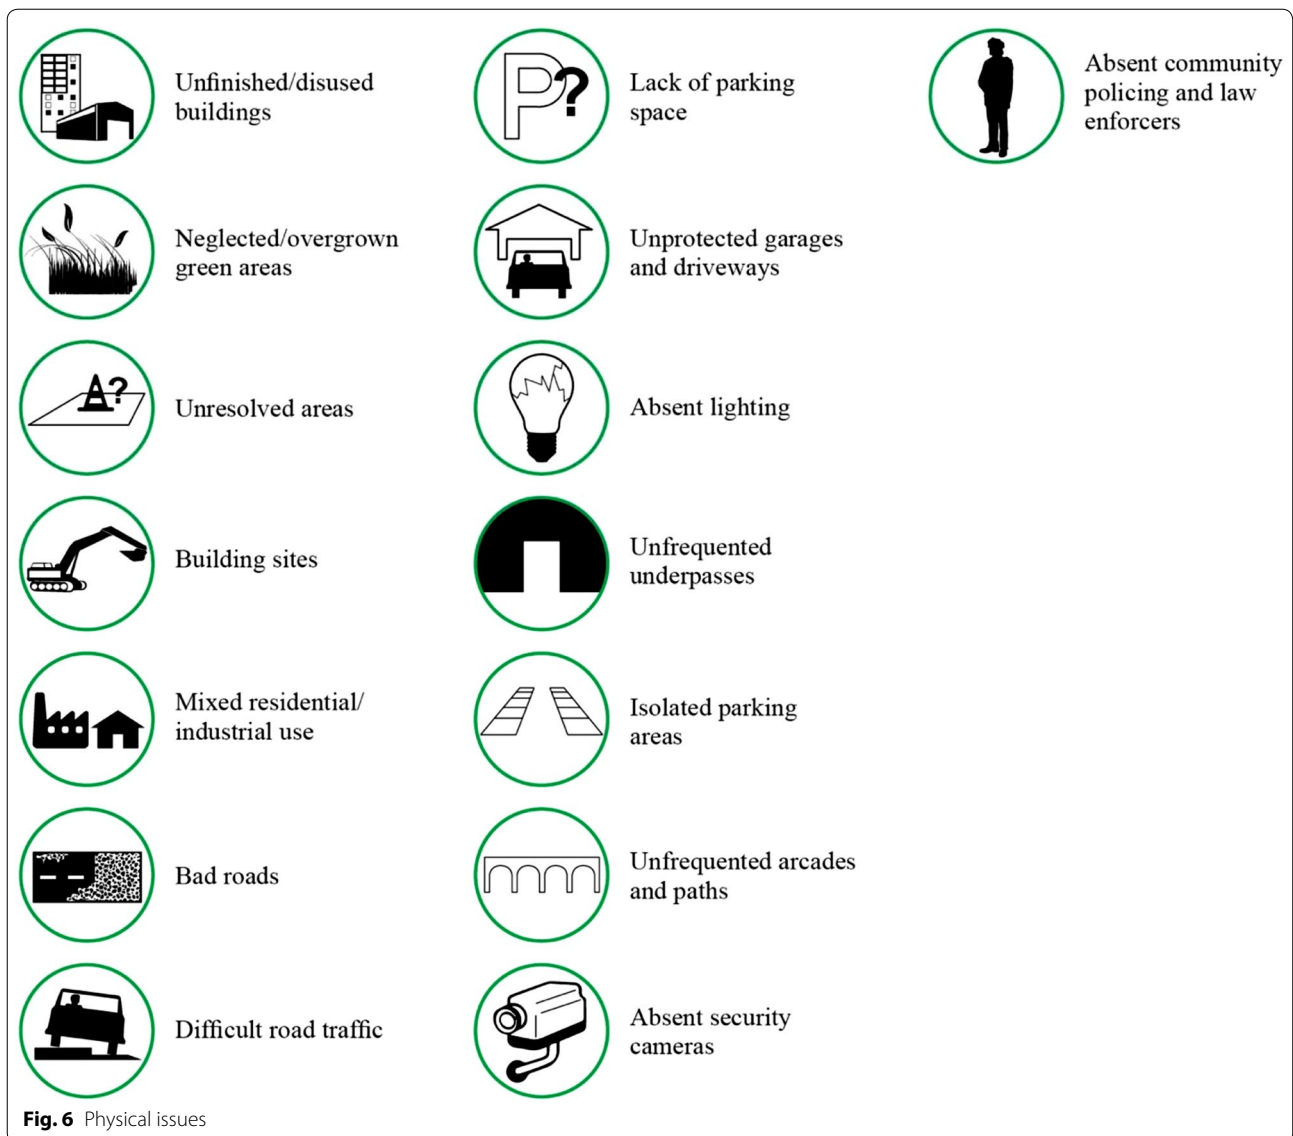 Unfinished/disused
buildings
Neglected/overgrown
green areas
Unresolved areas
Building sites
Mixed residential/
industrial use
Bad roads
Difficult road traffic
P?
Lack of parking
space
Unprotected garages
and driveways
Absent lighting
Unfrequented
underpasses
Isolated parking
areas
Unfrequented arcades
and paths
Absent security
cameras
Absent community
policing and law
enforcers
?
Fig. 6 Physical issues